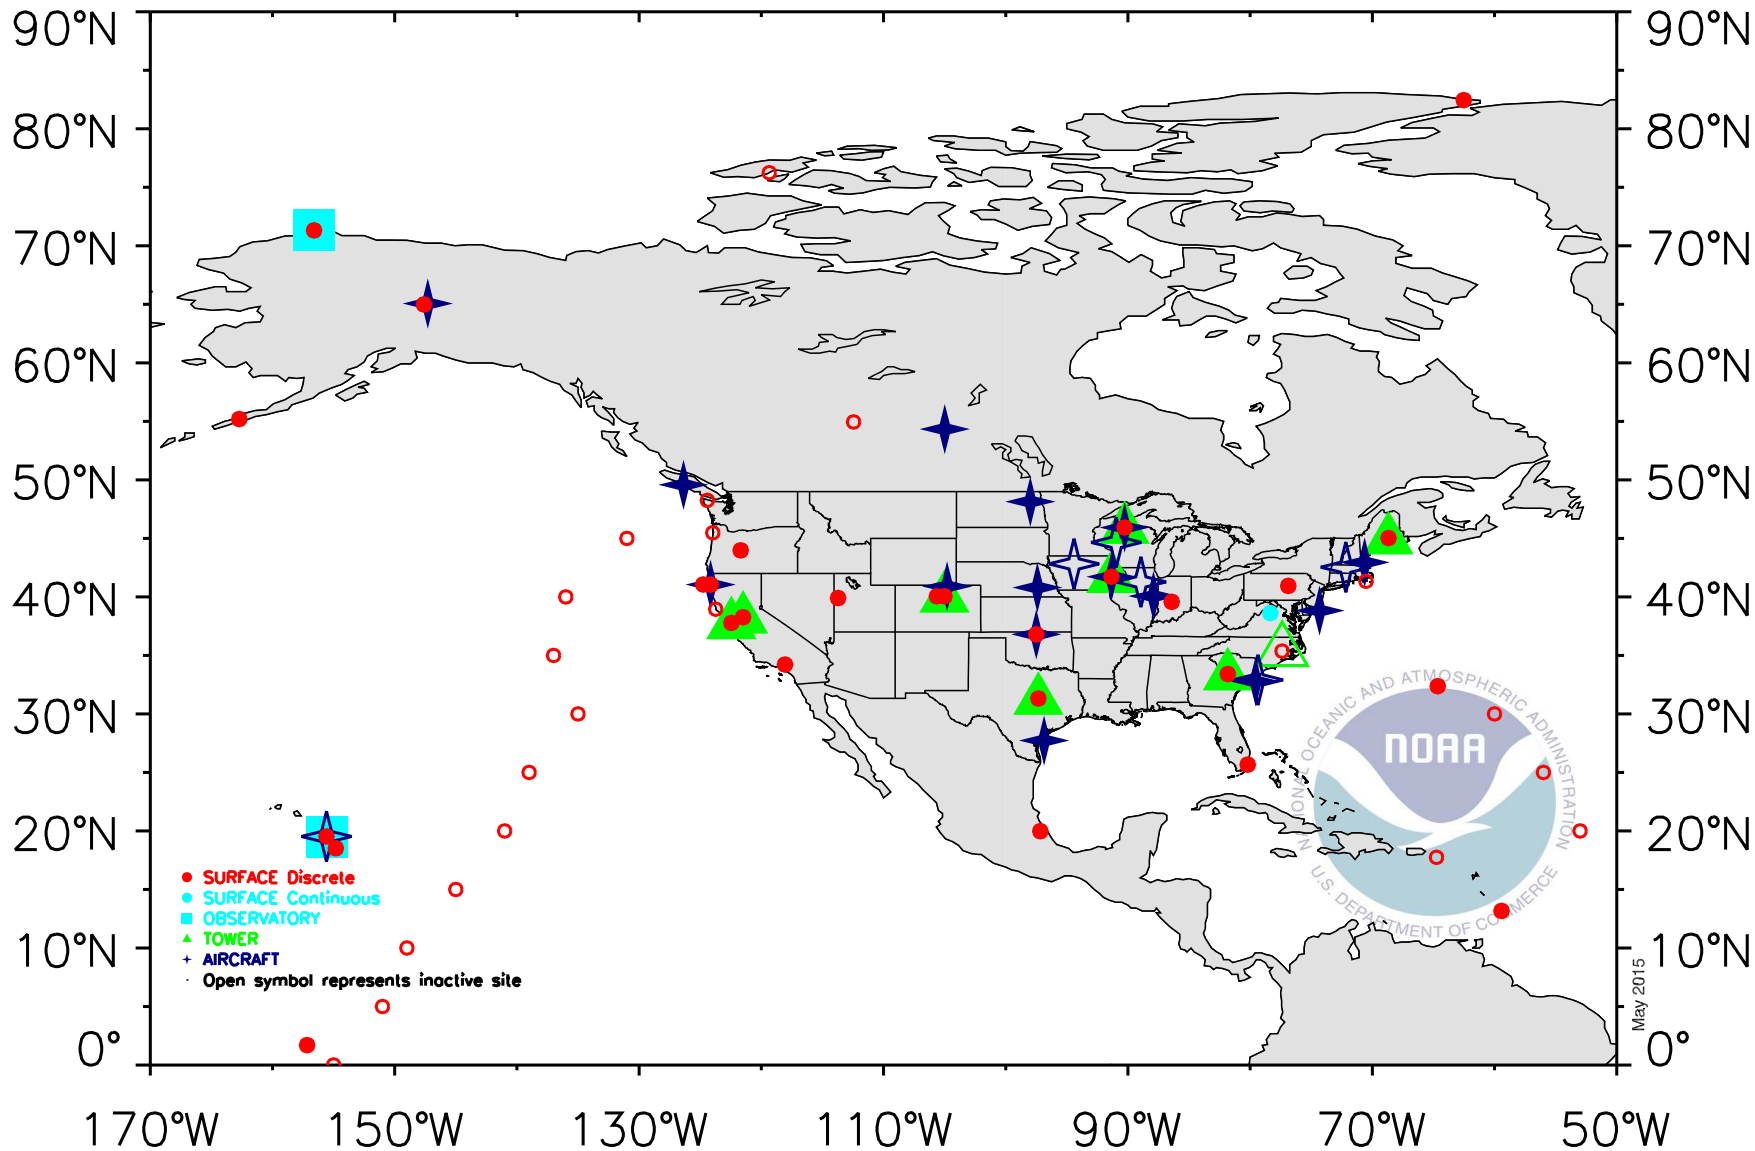 90°N
90°N
80°N
80°N
70°N
70°N
60°N
60°N
50°N
50°N
40°N
40°N
30°N
30°N
NATIONAL OCEANIC AND ATMOSPHERIC ADMINISTRATION
NOAA
U.S. DEPARTMENT OF COMMERCE
20°N
20°N
SURFACE Discrete
SURFACE Continuous
OBSERVATORY
TOWER
AIRCRAFT
Open symbol represents inactive site
10°N
10°N
May 2015
0°
0°
170°W
150°W
130°W
110°W
90°W
70°W
50°W